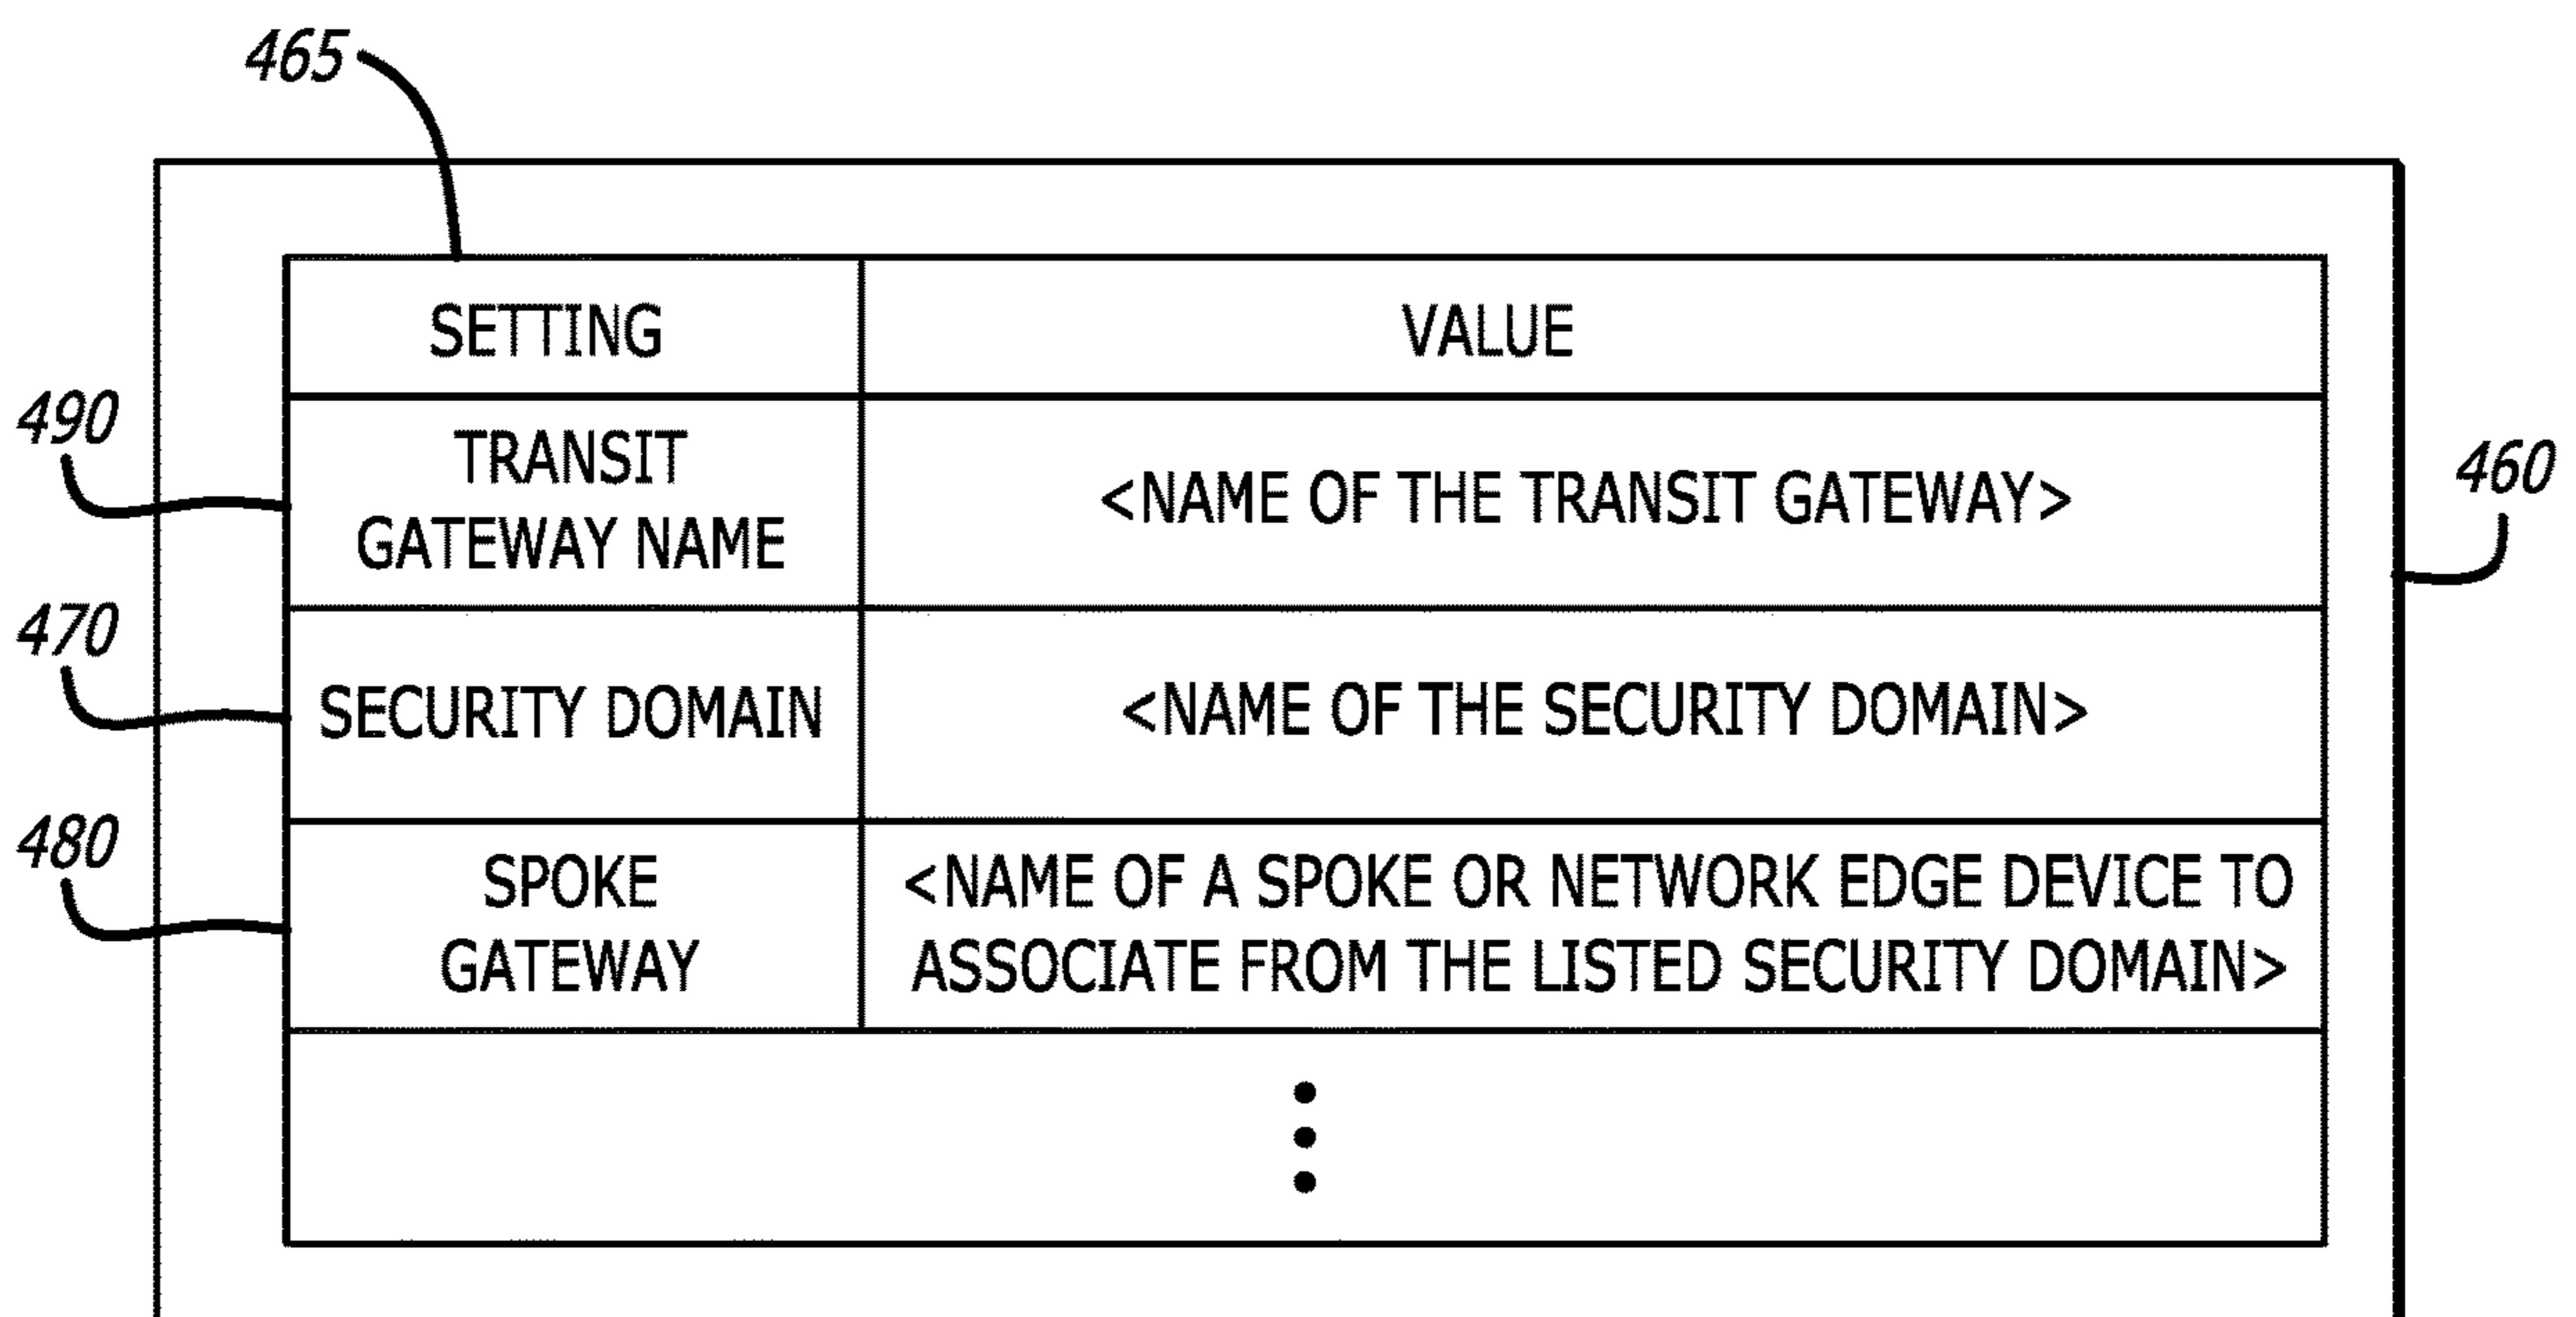 465
SETTING
VALUE
490
TRANSIT
GATEWAY NAME
<NAME OF THE TRANSIT GATEWAY>
460
470
SECURITY DOMAIN
<NAME OF THE SECURITY DOMAIN>
480
SPOKE
GATEWAY
<NAME OF A SPOKE OR NETWORK EDGE DEVICE TO
ASSOCIATE FROM THE LISTED SECURITY DOMAIN>